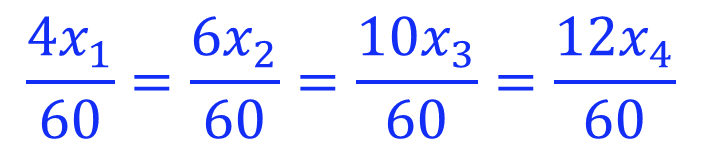 4x₁/60 = 6x₂/60 = 10x₃/60 = 12x₄/60